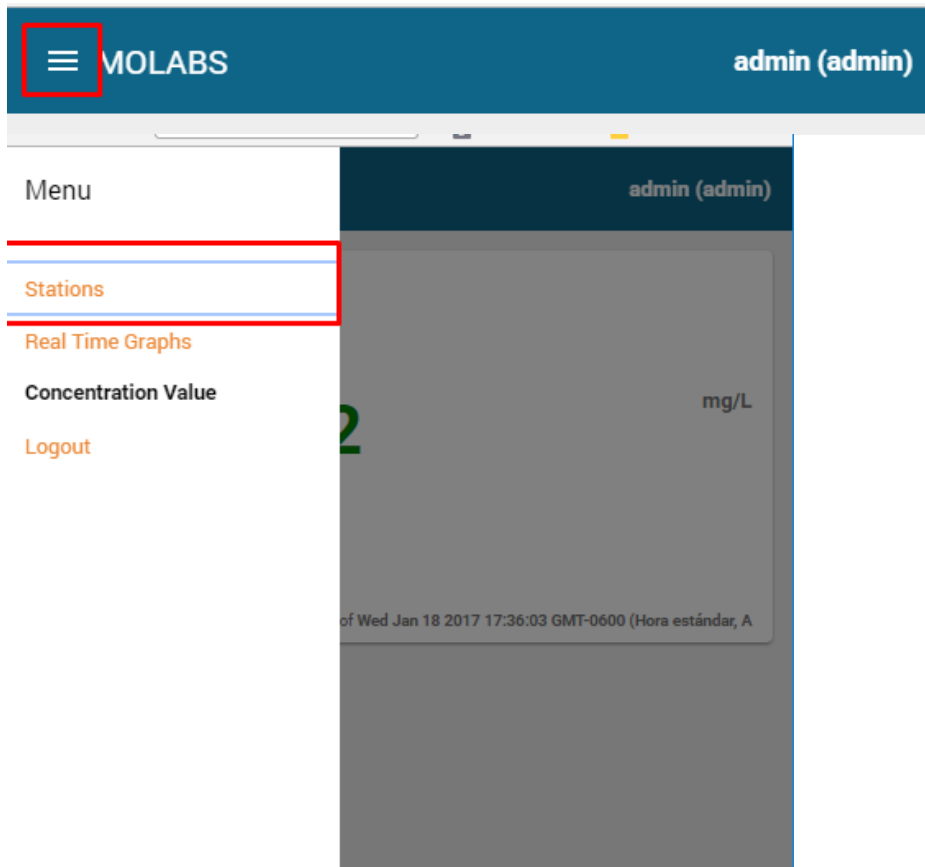 MOLABS
admin (admin)
Menu
admin (admin)
Stations
Real Time Graphs
Concentration Value
mg/L
2
Logout
of Wed Jan 18 2017 17:36:03 GMT-0600 (Hora estándar, A